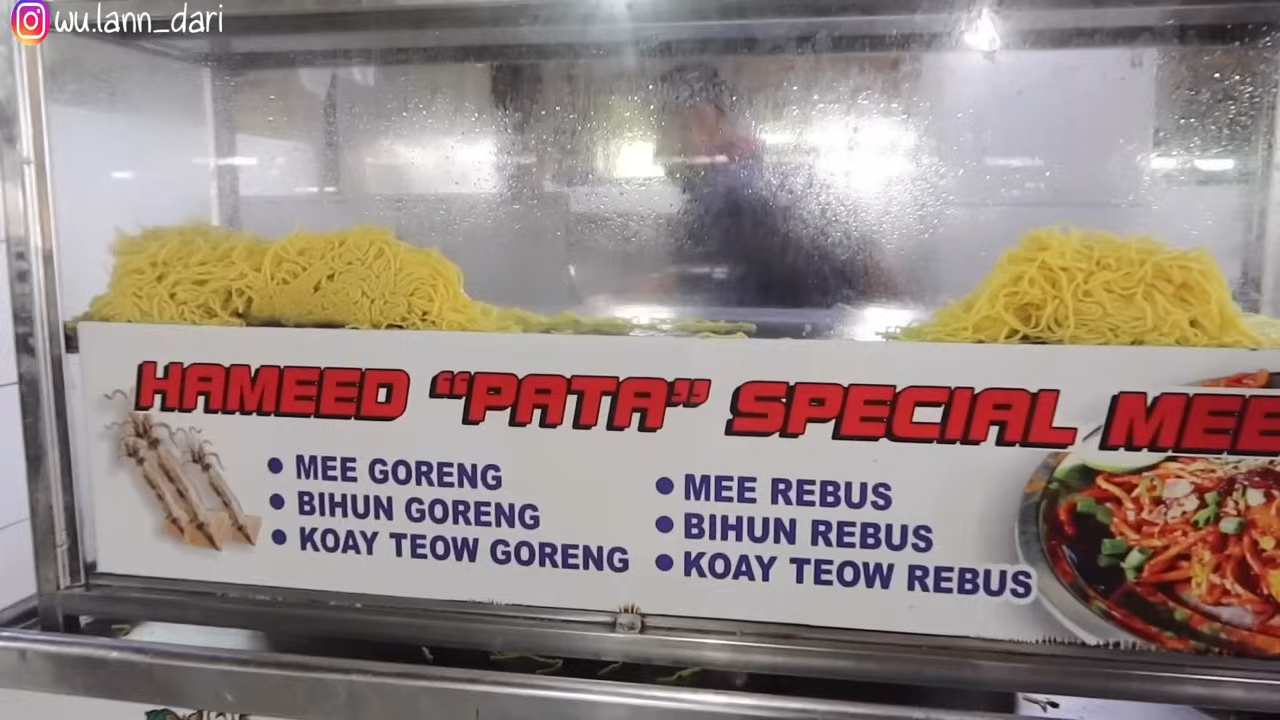 wu.lann_dari
HAMEED "PATA" SPECIAL MEE
• MEE GORENG
• BIHUN GORENG
• KOAY TEOW GORENG
• MEE REBUS
• BIHUN REBUS
• KOAY TEOW REBUS